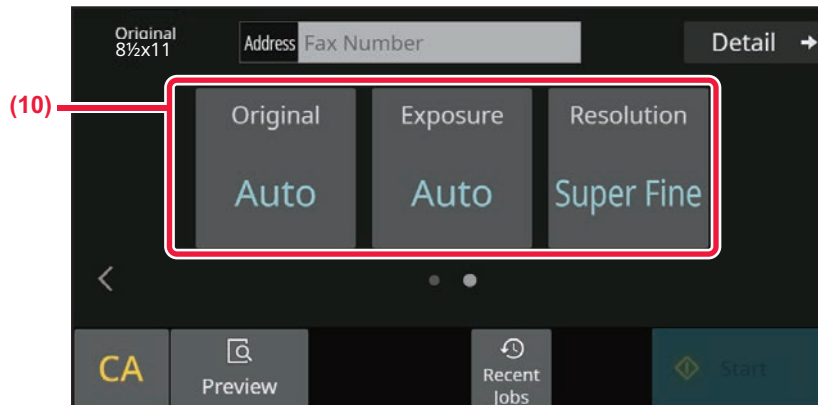 Original
8½x11
Address Fax Number
Detail
(10)
Original Exposure Resolution
Auto Auto Super Fine
CA
Preview
Recent
Jobs
Start